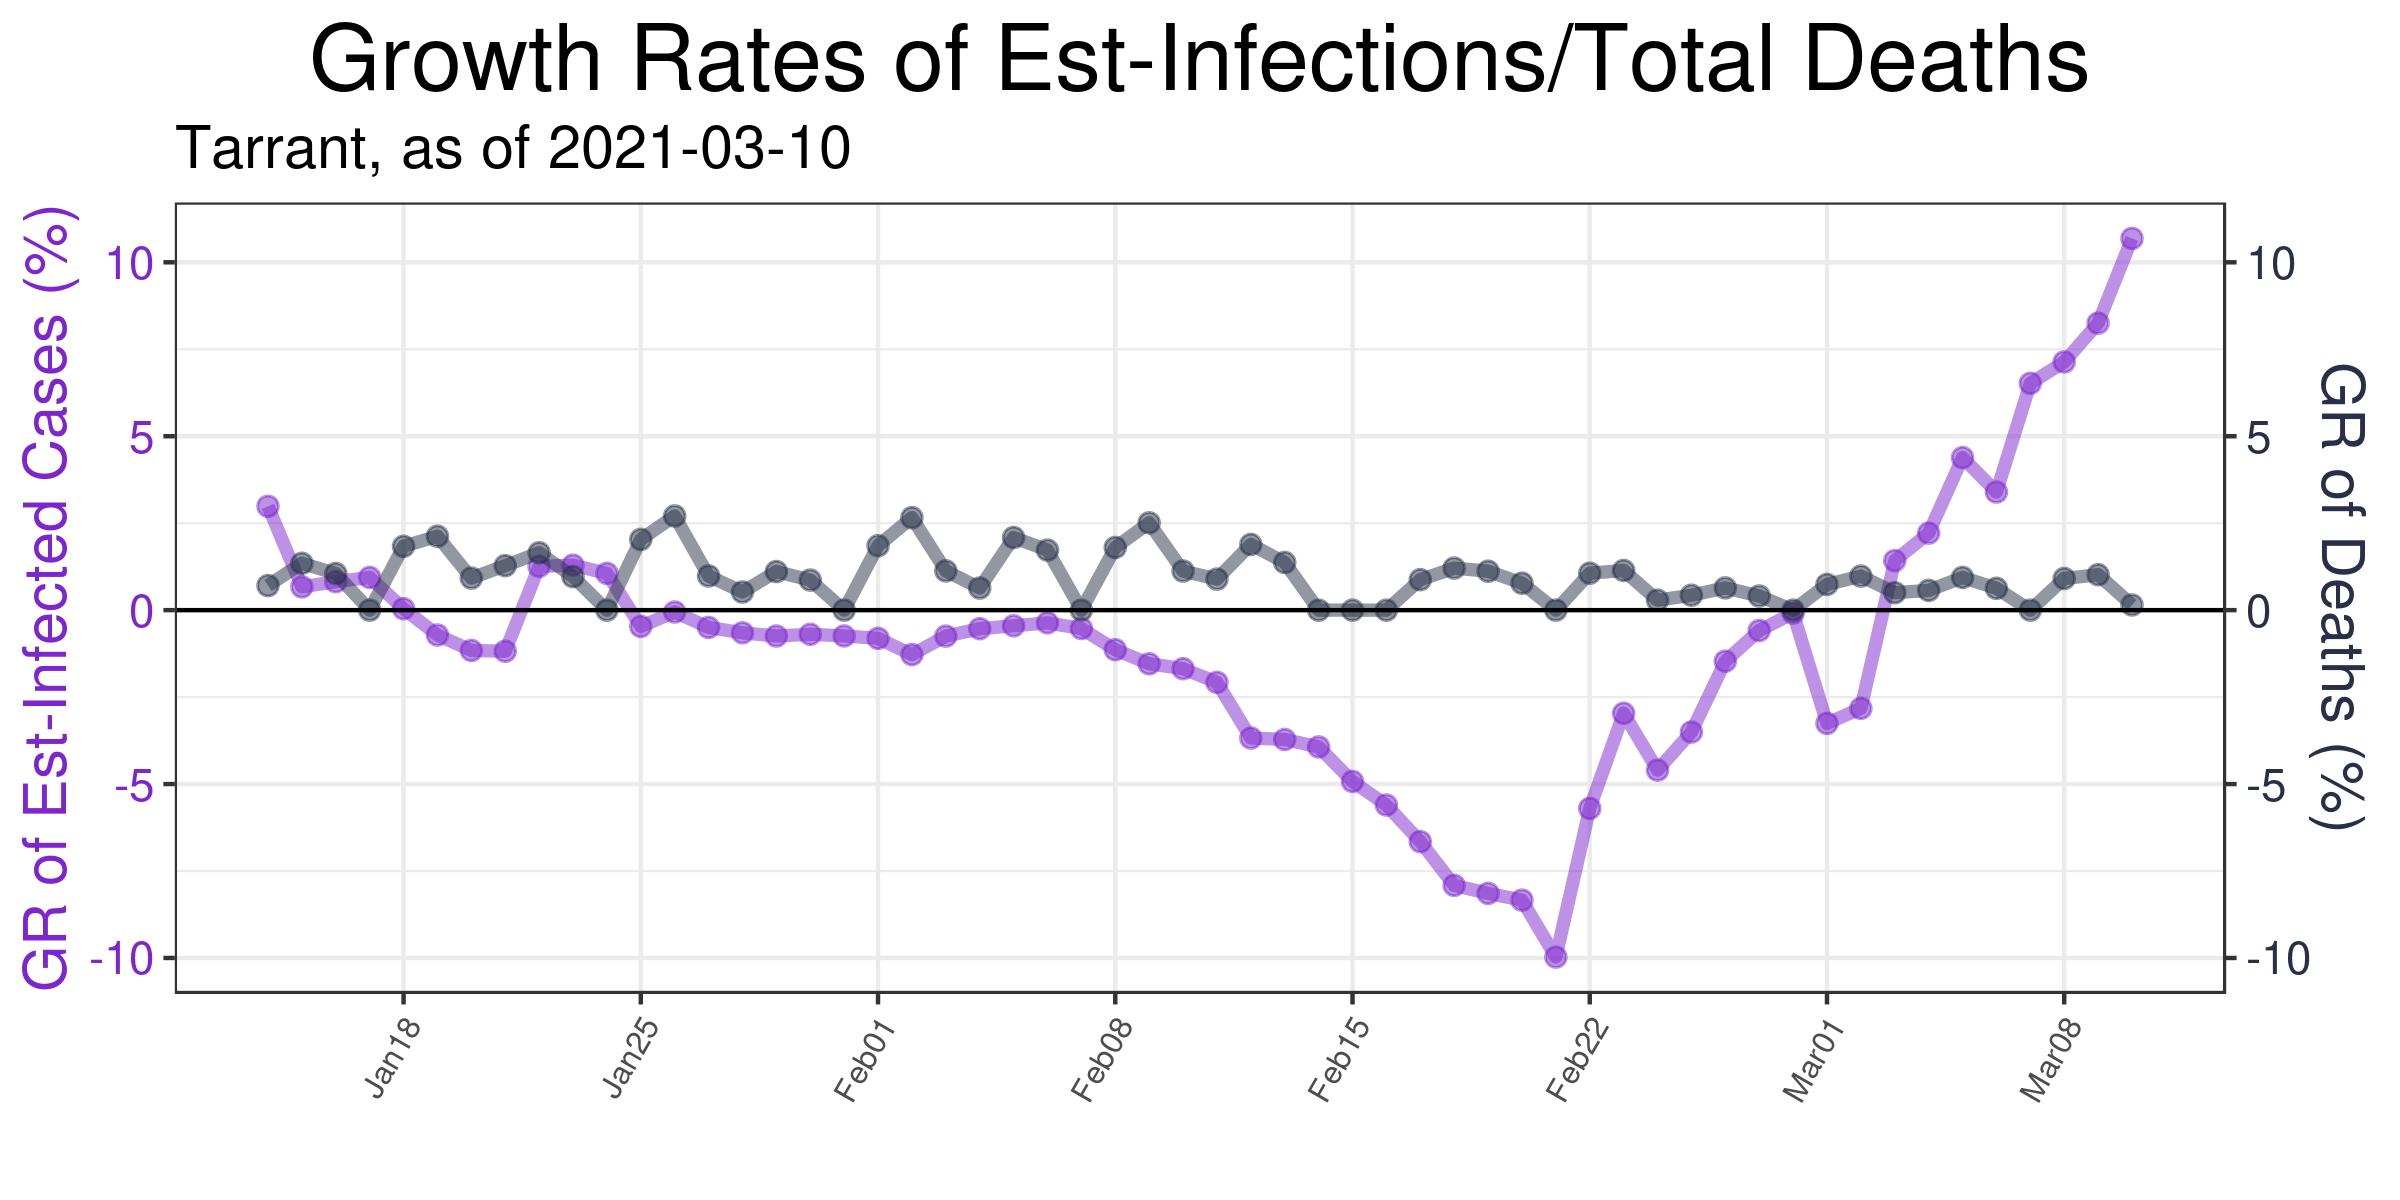 Growth Rates of Est-Infections/Total Deaths
Tarrant, as of 2021-03-10
GR of Est-Infected Cases (%)
10
5
0
-5
-10
10
5
0
-5
-10
GR of Deaths (%)
Jan18
Jan25
Feb01
Feb08
Feb15
Feb22
Mar01
Mar08